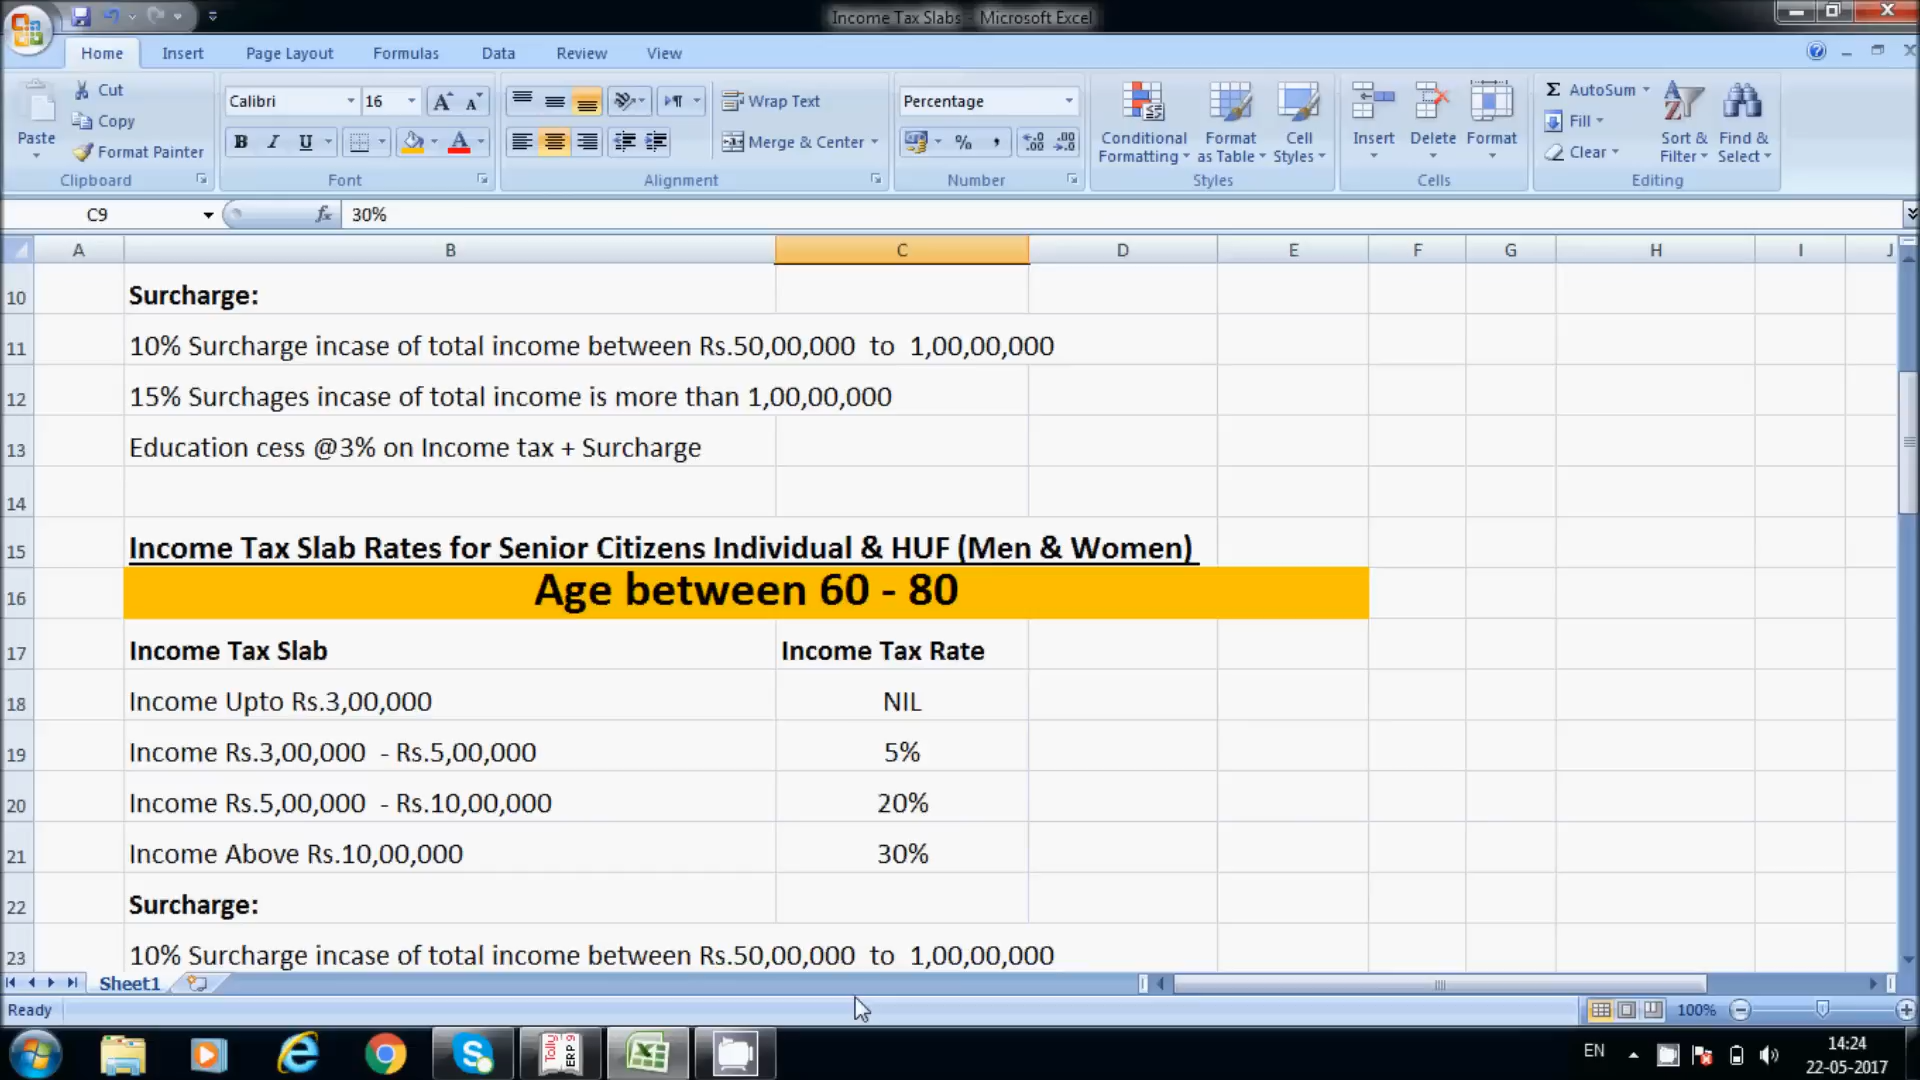 Income Tax Slabs - Microsoft Excel
Home Insert Page Layout Formulas Data Review View
Paste
Cut
Copy
Format Painter
Clipboard
Calibri 16
B I U
Font
Wrap Text
Merge & Center
Alignment
Percentage
%
Number
Conditional Formatting
Format as Table
Cell Styles
Styles
Insert Delete Format
Cells
AutoSum
Fill
Clear
Sort & Filter
Find & Select
Editing
C9 fx 30%
A B C D E F G H I J
10 Surcharge:
11 10% Surcharge incase of total income between Rs.50,00,000 to 1,00,00,000
12 15% Surchages incase of total income is more than 1,00,00,000
13 Education cess @3% on Income tax + Surcharge
14
15 Income Tax Slab Rates for Senior Citizens Individual & HUF (Men & Women)
16 Age between 60 - 80
17 Income Tax Slab Income Tax Rate
18 Income Upto Rs.3,00,000 NIL
19 Income Rs.3,00,000 - Rs.5,00,000 5%
20 Income Rs.5,00,000 - Rs.10,00,000 20%
21 Income Above Rs.10,00,000 30%
22 Surcharge:
23 10% Surcharge incase of total income between Rs.50,00,000 to 1,00,00,000
Sheet1
Ready 100%
Tally ERP 9
EN
14:24
22-05-2017